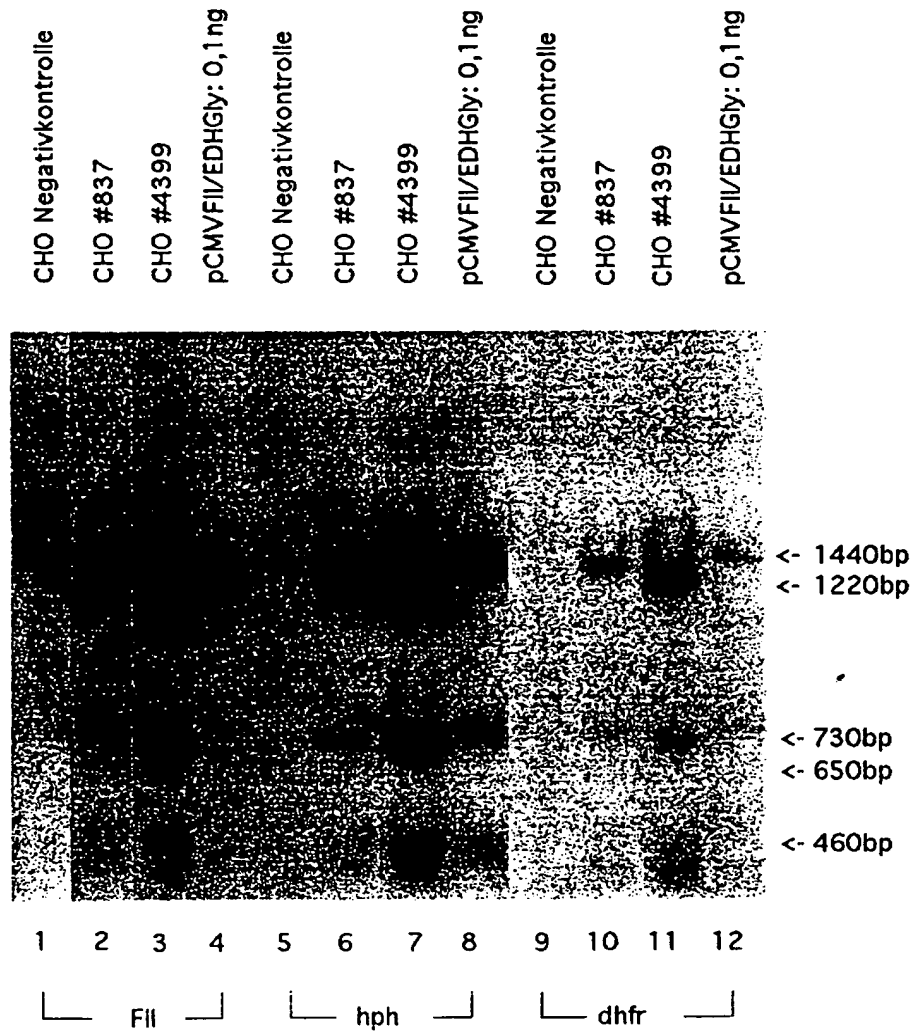 CHO Negativkontrolle
CHO #837
CHO #4399
pCMVFII/EDHGly: 0,1ng
CHO Negativkontrolle
CHO #837
CHO #4399
pCMVFII/EDHGly: 0,1ng
CHO Negativkontrolle
CHO #837
CHO #4399
pCMVFII/EDHGly: 0,1ng
<- 1440bp
<- 1220bp
<- 730bp
<- 650bp
<- 460bp
1 2 3 4 5 6 7 8 9 10 11 12
FII hph dhfr